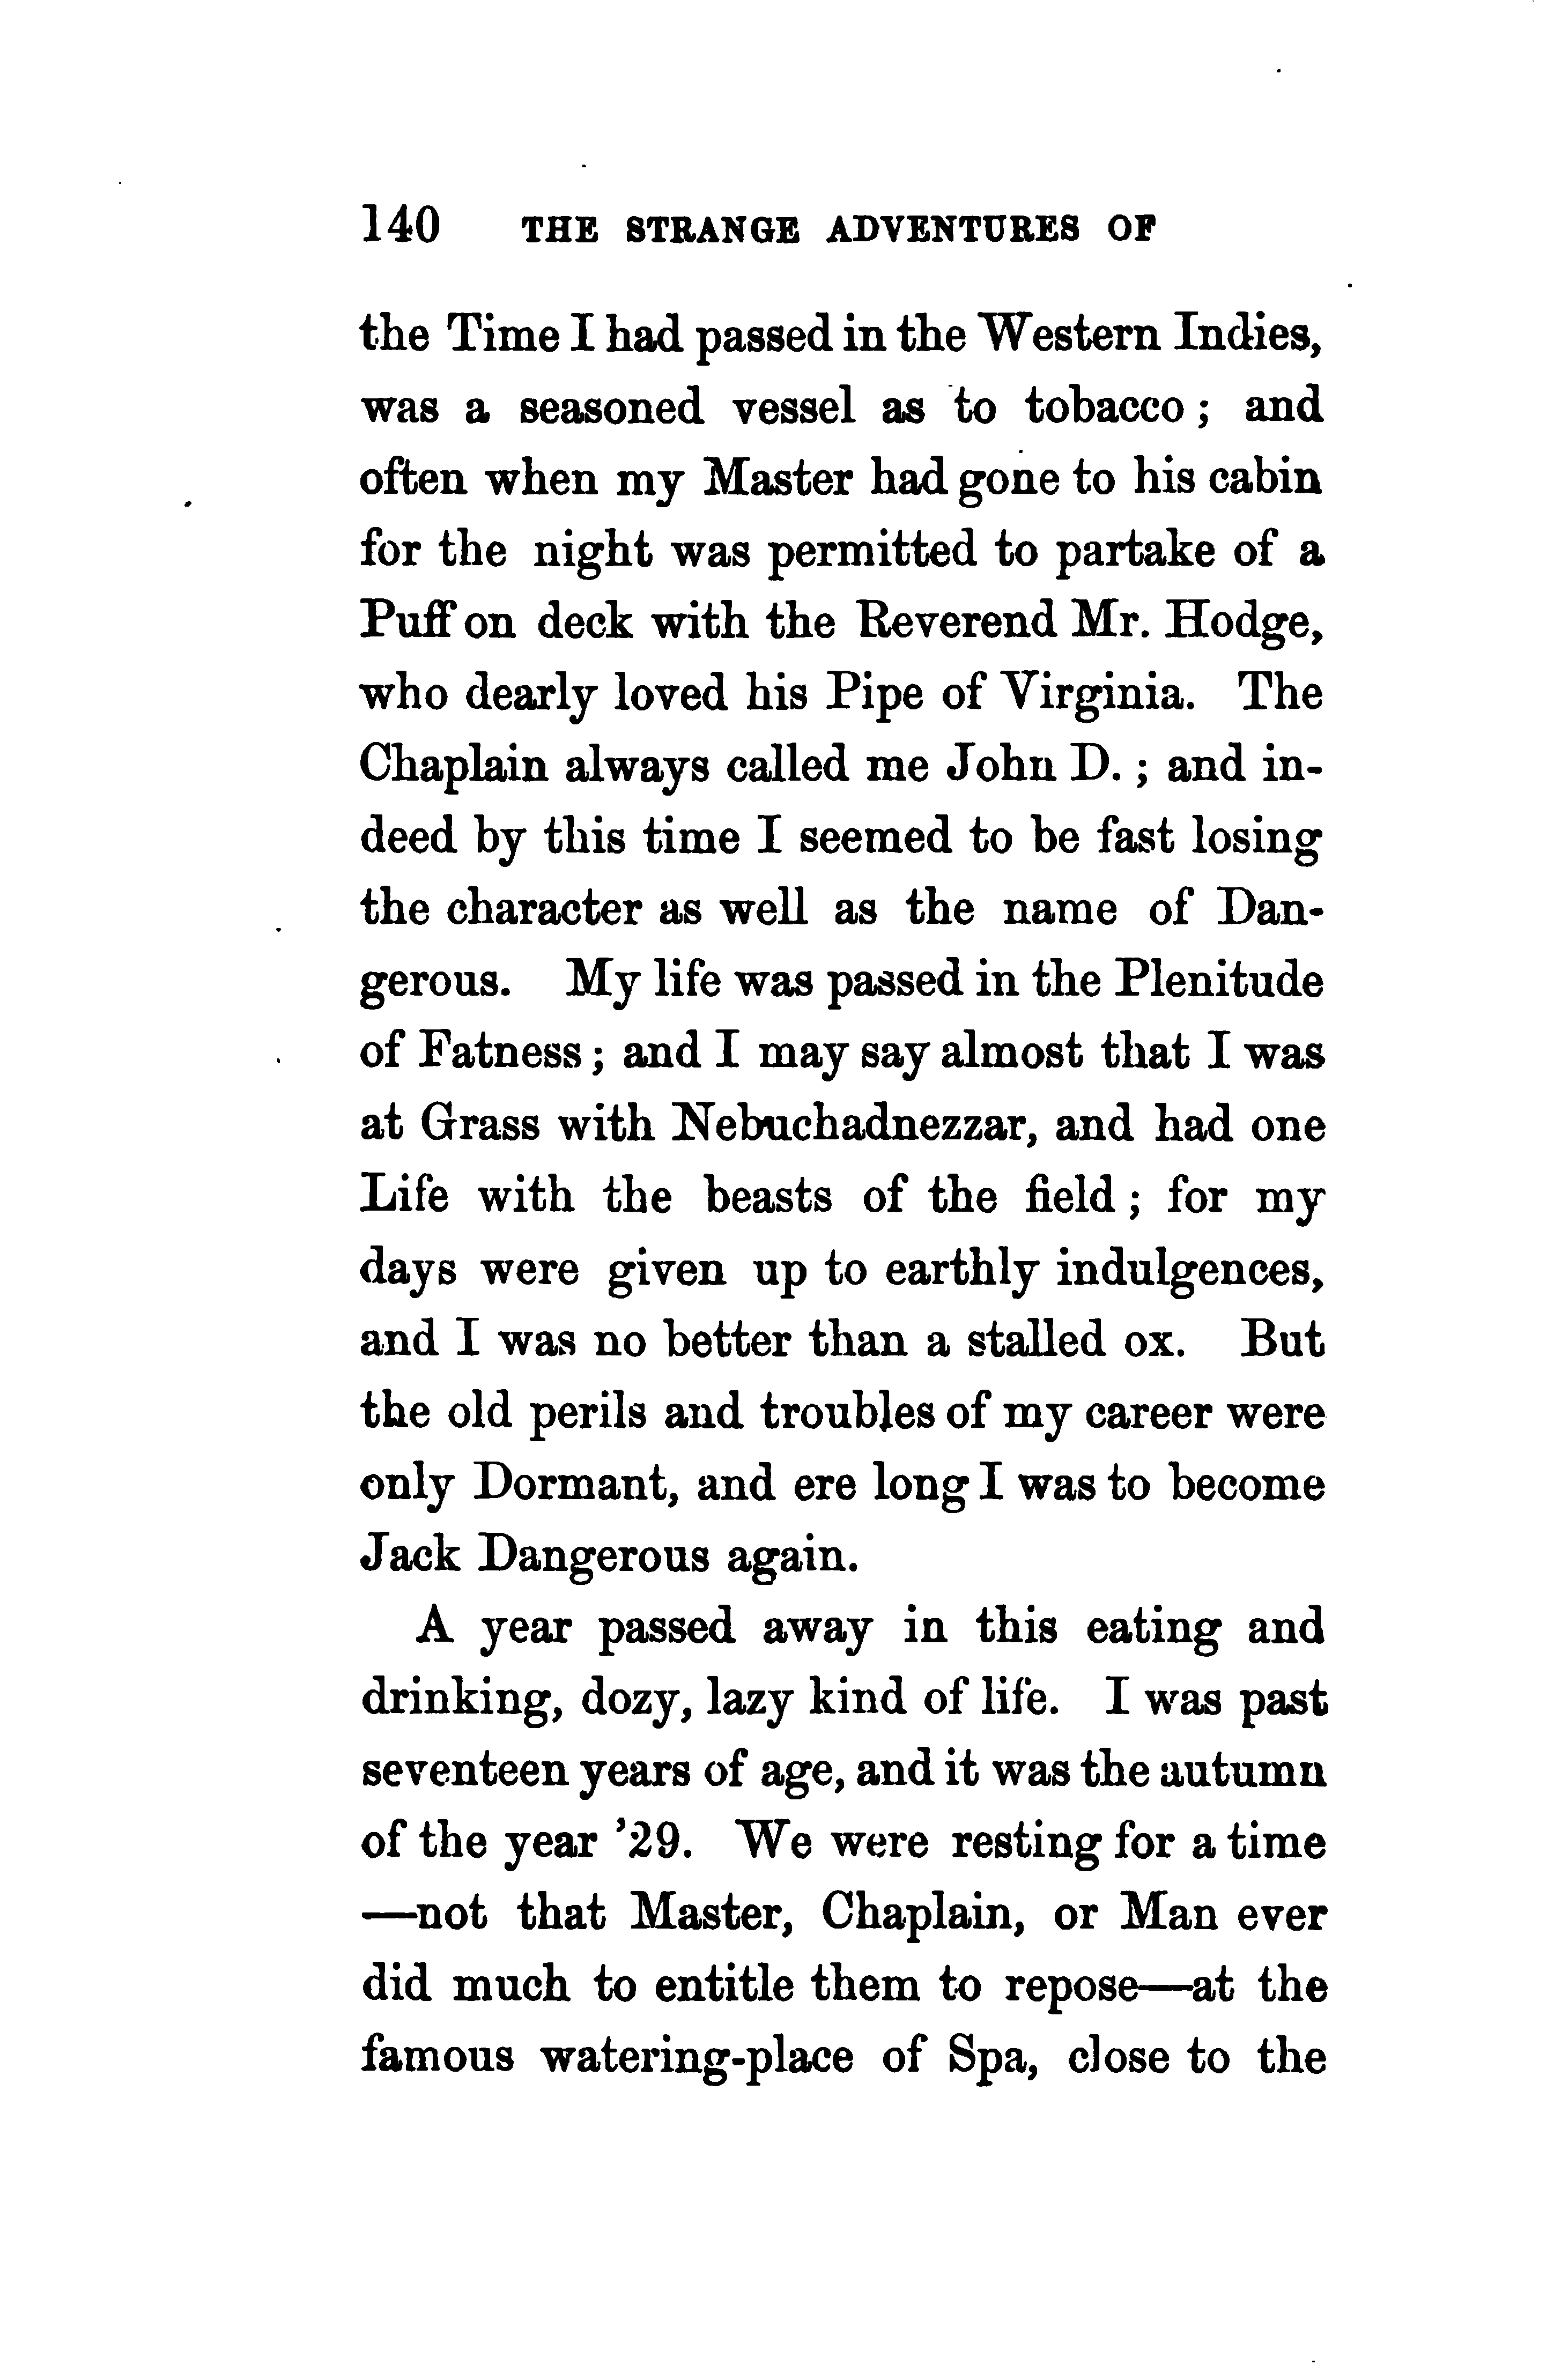 140 THE STRANGE ADVENTURES OF
the Time I had passed in the Western Indies,
was a seasoned vessel as to tobacco ; and
often when my Master had gone to his cabin
for the night was permitted to partake of a
Puff on deck with the Reverend Mr. Hodge,
who dearly loved his Pipe of Virginia. The
Chaplain always called me John D. ; and in-
deed by this time I seemed to be fast losing
the character as well as the name of Dan-
gerous. My life was passed in the Plenitude
of Fatness ; and I may say almost that I was
at Grass with Nebuchadnezzar, and had one
Life with the beasts of the field ; for my
days were given up to earthly indulgences,
and I was no better than a stalled ox. But
the old perils and troubles of my career were
only Dormant, and ere long I was to become
Jack Dangerous again.
A year passed away in this eating and
drinking, dozy, lazy kind of life. I was past
seventeen years of age, and it was the autumn
of the year ’29. We were resting for a time
—not that Master, Chaplain, or Man ever
did much to entitle them to repose—at the
famous watering-place of Spa, close to the